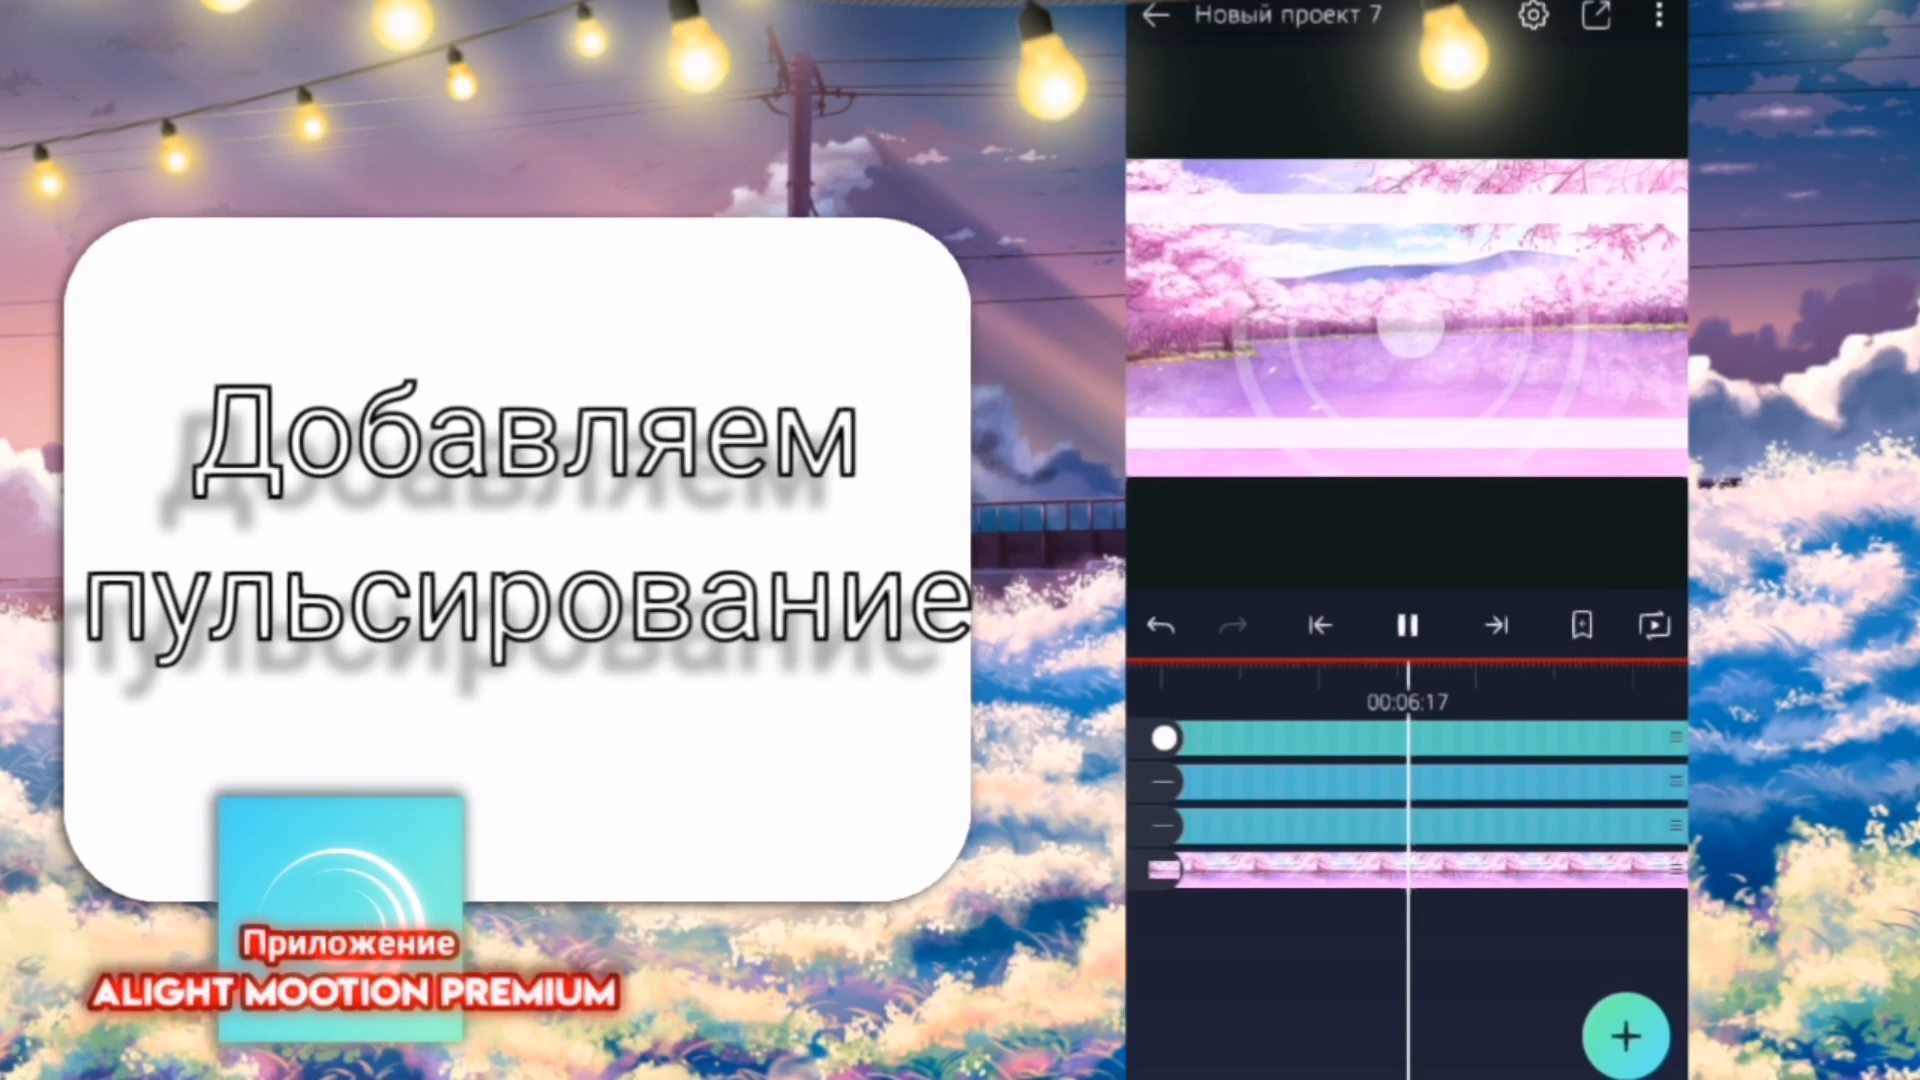 Новый проект 7
Добавляем
пульсирование
00:06:17
Приложение
ALIGHT MOOTION PREMIUM